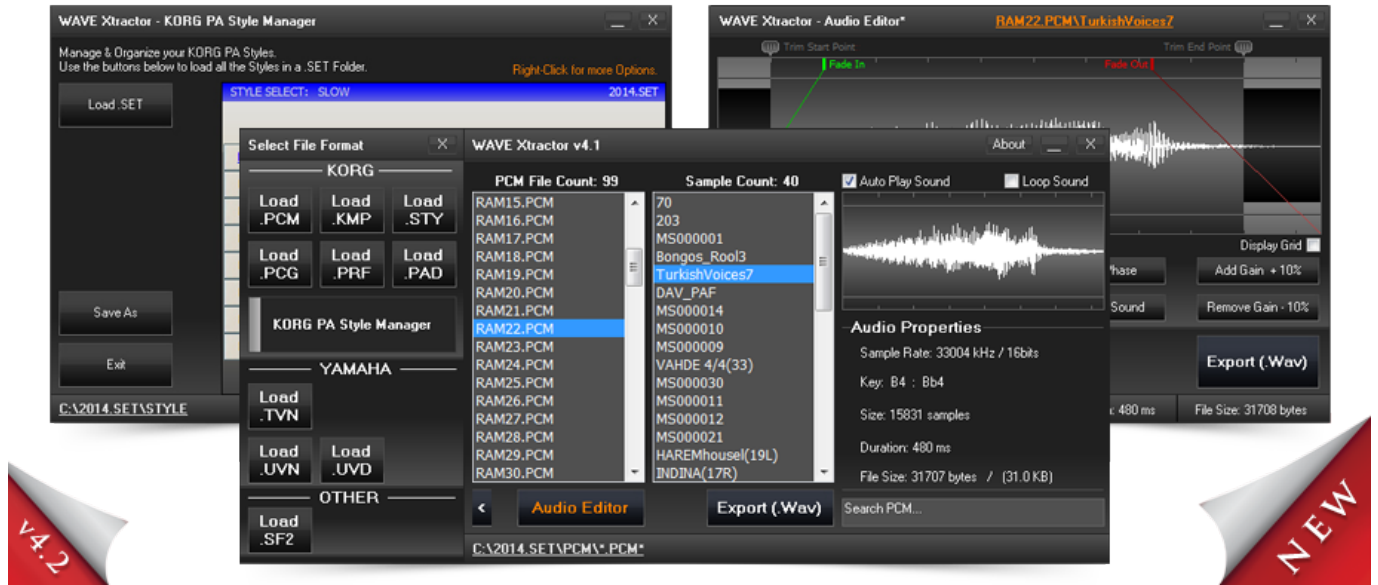 WAVE Xtractor - KORG PA Style Manager
Manage & Organize your KORG PA Styles.
Use the buttons below to load all the Styles in a .SET Folder.
Right-Click for more Options.
Load .SET
STYLE SELECT: SLOW
2014.SET
Save As
Exit
C:\2014.SET\STYLE
WAVE Xtractor - Audio Editor*
RAM22.PCM\TurkishVoices7
Trim Start Point
Trim End Point
Fade In
Fade Out
Display Grid
Add Gain + 10%
Sound
Remove Gain - 10%
Export (.Wav)
480 ms
File Size: 31708 bytes
Select File Format
KORG
Load .PCM
Load .KMP
Load .STY
Load .PCG
Load .PRF
Load .PAD
KORG PA Style Manager
YAMAHA
Load .TVN
Load .UVN
Load .UVD
OTHER
Load .SF2
WAVE Xtractor v4.1
About
PCM File Count: 99
RAM15.PCM
RAM16.PCM
RAM17.PCM
RAM18.PCM
RAM19.PCM
RAM20.PCM
RAM21.PCM
RAM22.PCM
RAM23.PCM
RAM24.PCM
RAM25.PCM
RAM26.PCM
RAM27.PCM
RAM28.PCM
RAM29.PCM
RAM30.PCM
Sample Count: 40
70
203
MS000001
Bongos_Rool3
TurkishVoices7
DAV_PAF
MS000014
MS000010
MS000009
VAHDE 4/4(33)
MS000030
MS000011
MS000012
MS000021
HAREMhousel(19L)
INDINA(17R)
Auto Play Sound
Loop Sound
Audio Properties
Sample Rate: 33004 kHz / 16bits
Key: B4 : Bb4
Size: 15831 samples
Duration: 480 ms
File Size: 31707 bytes / (31.0 KB)
<
Audio Editor
Export (.Wav)
Search PCM...
C:\2014.SET\PCM\*.PCM*
v4.2
NEW